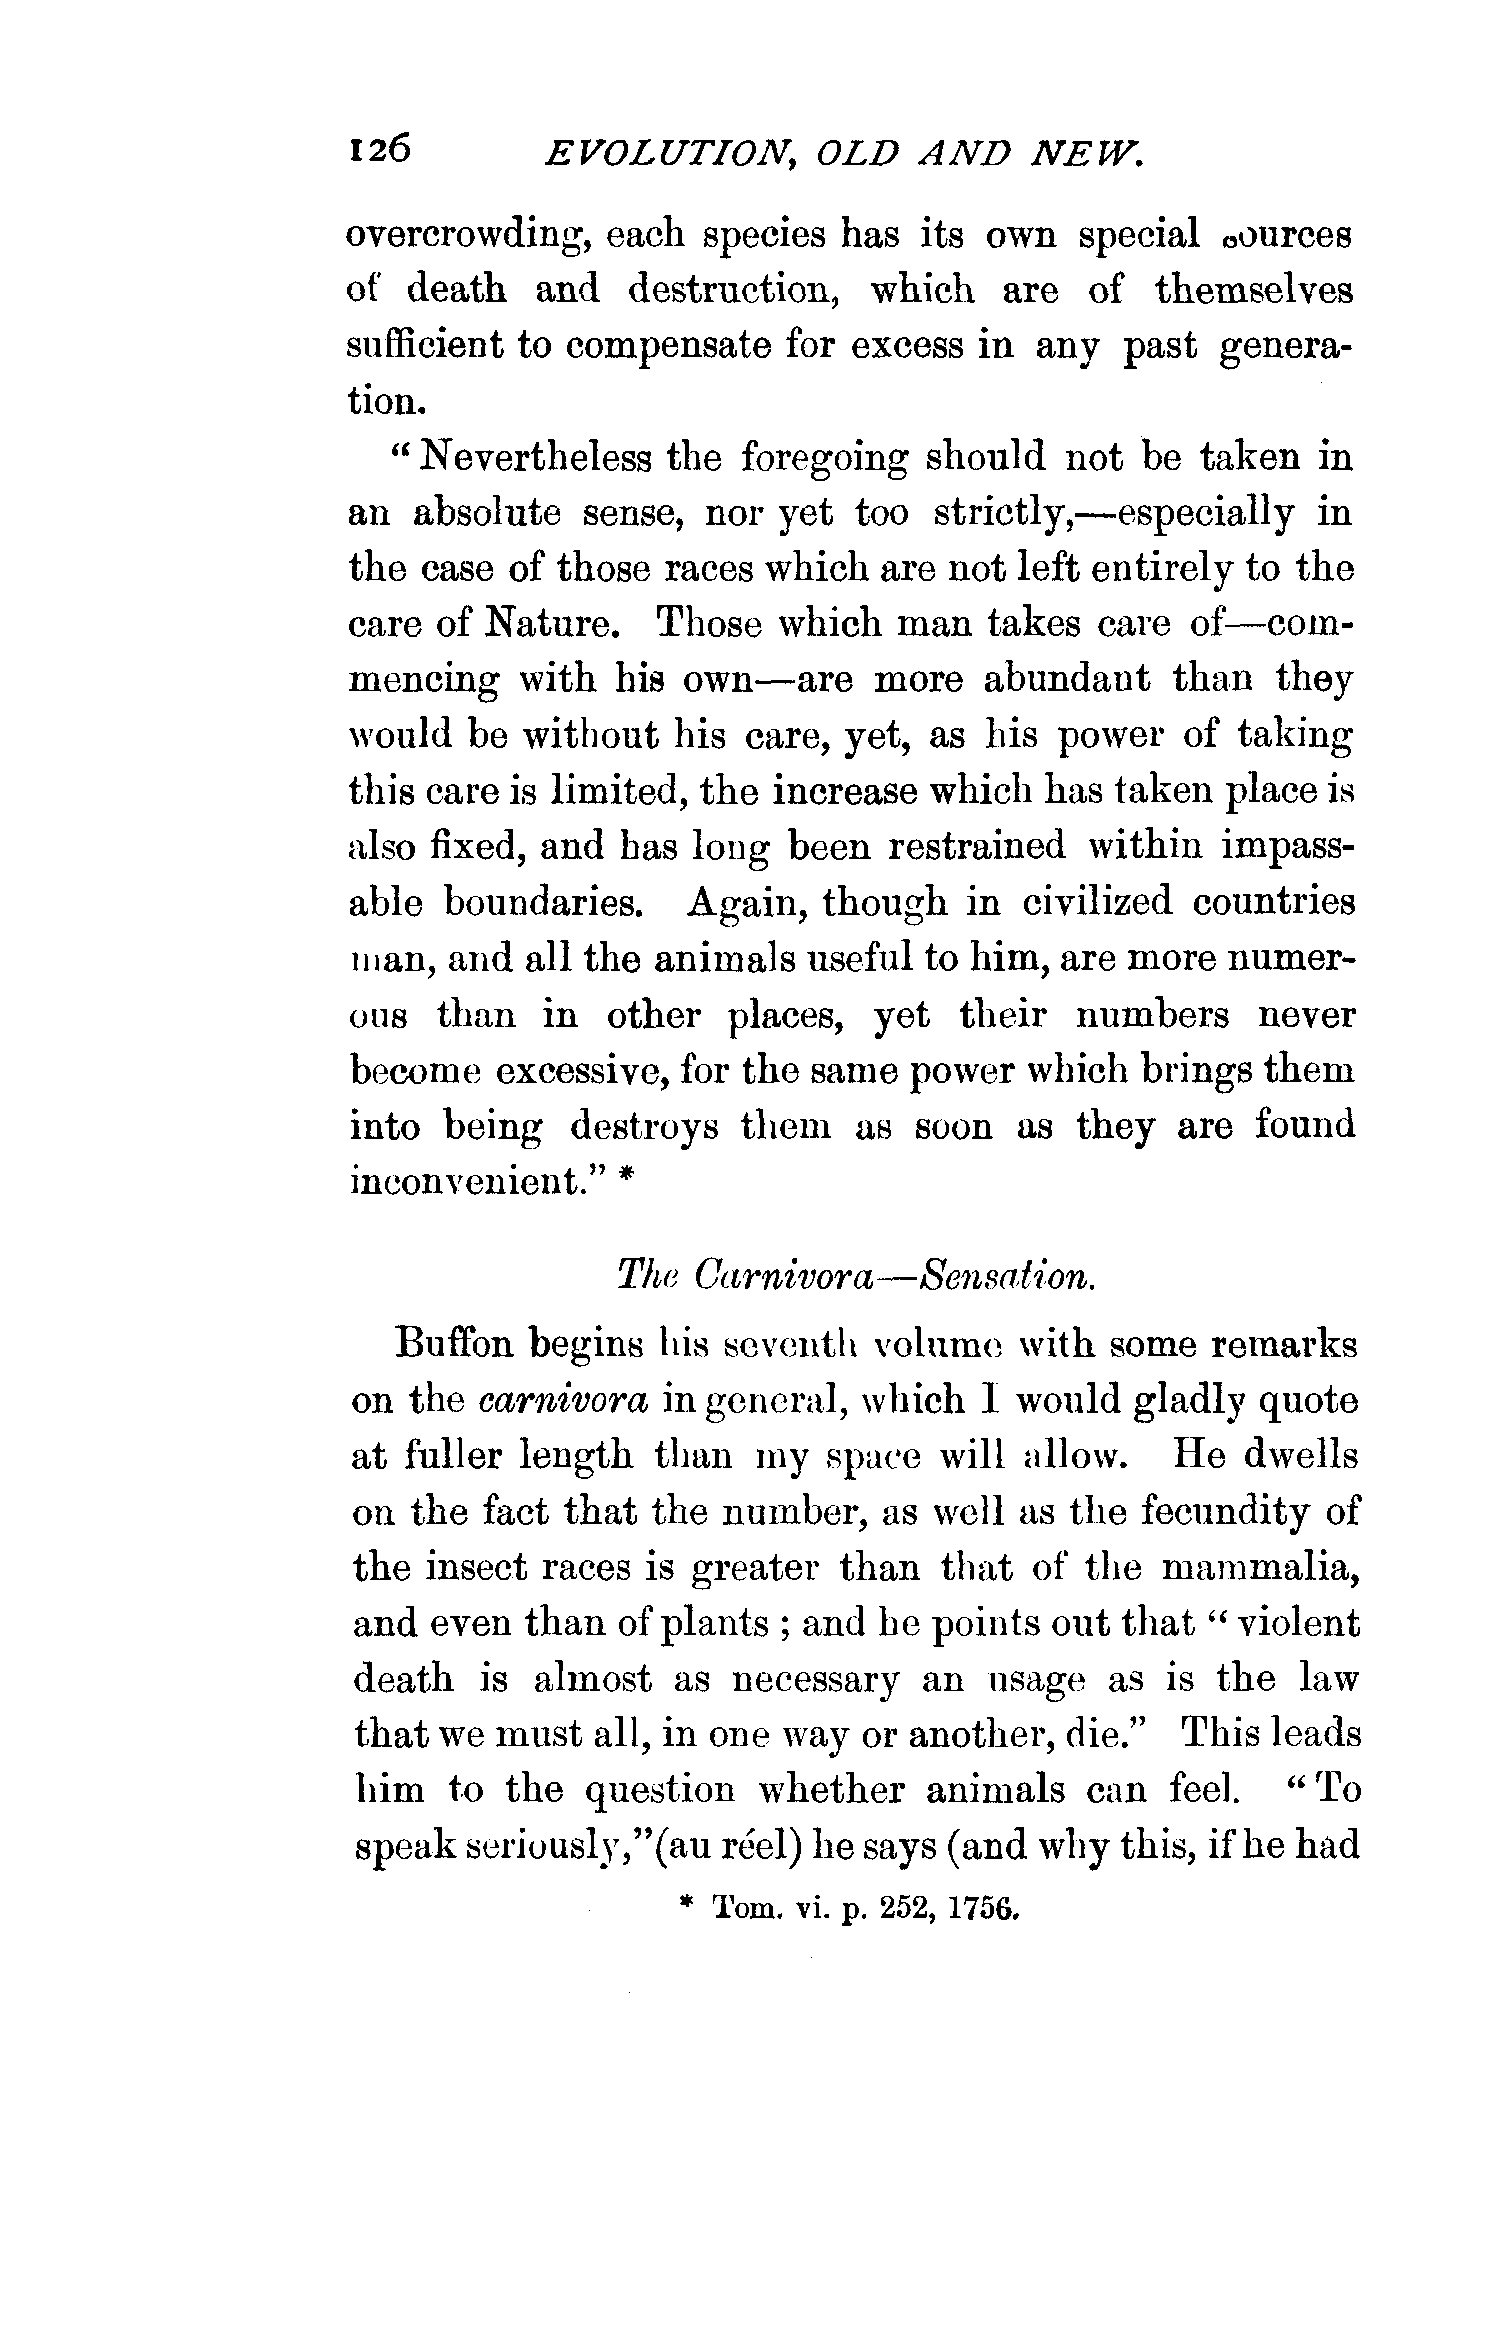 126 EVOLUTION, OLD AND NEW.
overcrowding, each species has its own special sources
of death and destruction, which are of themselves
sufficient to compensate for excess in any past genera-
tion.
“Nevertheless the foregoing should not be taken in
an absolute sense, nor yet too strictly,—especially in
the case of those races which are not left entirely to the
care of Nature. Those which man takes care of—com-
mencing with his own—are more abundant than they
would be without his care, yet, as his power of taking
this care is limited, the increase which has taken place is
also fixed, and has long been restrained within impass-
able boundaries. Again, though in civilized countries
man, and all the animals useful to him, are more numer-
ous than in other places, yet their numbers never
become excessive, for the same power which brings them
into being destroys them as soon as they are found
inconvenient.” *
The Carnivora—Sensation.
Buffon begins his seventh volume with some remarks
on the carnivora in general, which I would gladly quote
at fuller length than my space will allow. He dwells
on the fact that the number, as well as the fecundity of
the insect races is greater than that of the mammalia,
and even than of plants ; and he points out that “violent
death is almost as necessary an usage as is the law
that we must all, in one way or another, die.” This leads
him to the question whether animals can feel. “To
speak seriously,”(au réel) he says (and why this, if he had
* Tom. vi. p. 252, 1756.